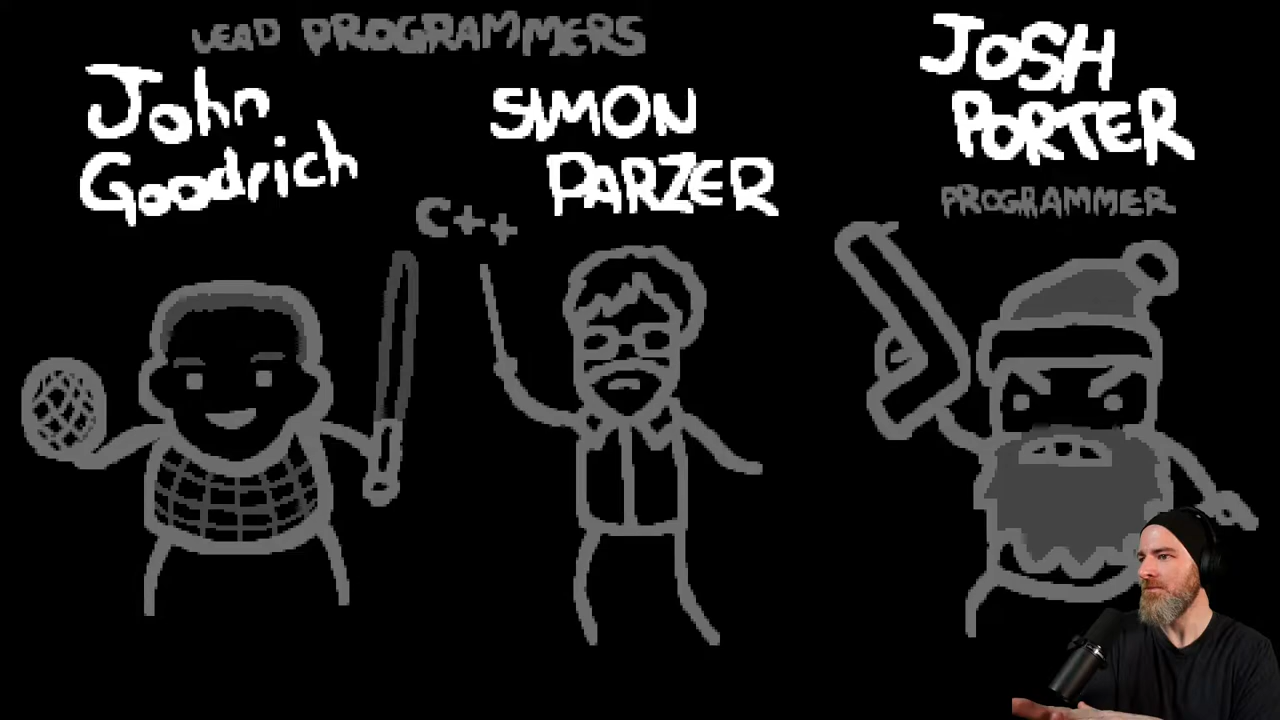 LEAD PROGRAMMERS
John
Goodrich
SIMON
PARZER
C++
JOSH
PORTER
PROGRAMMER